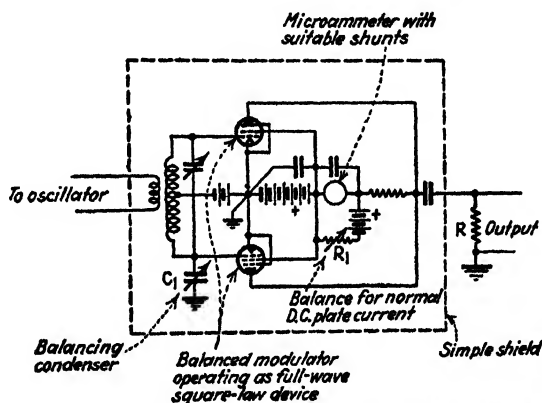 Microammeter with
suitable shunts
To oscillator
+
+
R1
R
Output
C1
Balance for normal
D.C. plate current
Balancing
condenser
Balanced modulator
operating as full-wave
square-law device
Simple shield